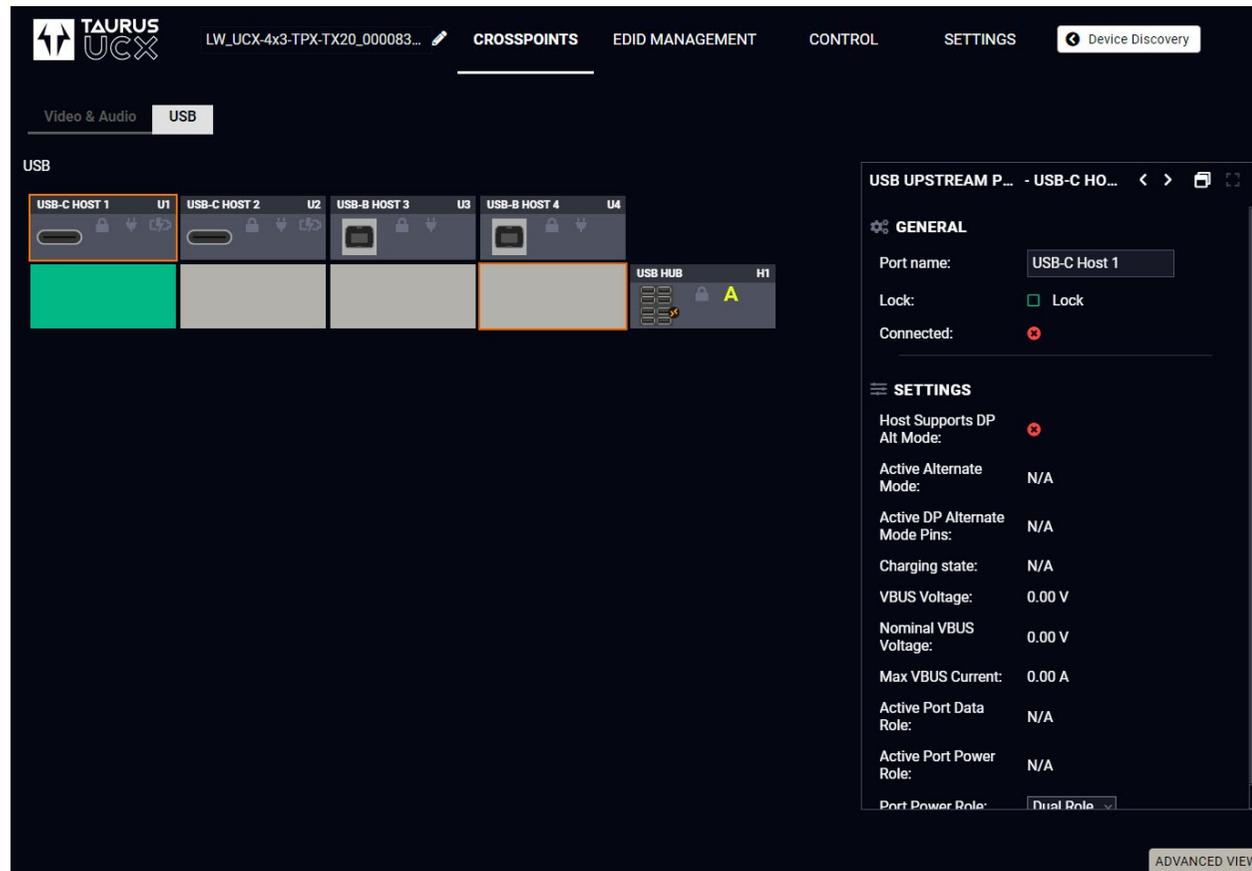 TAURUS
UCX
LW_UCX-4x3-TPX-TX20_000083... CROSSPOINTS EDID MANAGEMENT CONTROL SETTINGS Device Discovery
Video & Audio USB
USB
USB-C HOST 1 U1 USB-C HOST 2 U2 USB-B HOST 3 U3 USB-B HOST 4 U4
USB HUB H1
A
USB UPSTREAM P... - USB-C HO...
GENERAL
Port name: USB-C Host 1
Lock: Lock
Connected:
SETTINGS
Host Supports DP
Alt Mode:
Active Alternate
Mode: N/A
Active DP Alternate
Mode Pins: N/A
Charging state: N/A
VBUS Voltage: 0.00 V
Nominal VBUS
Voltage: 0.00 V
Max VBUS Current: 0.00 A
Active Port Data
Role: N/A
Active Port Power
Role: N/A
Port Power Role: Dual Role
ADVANCED VIEW